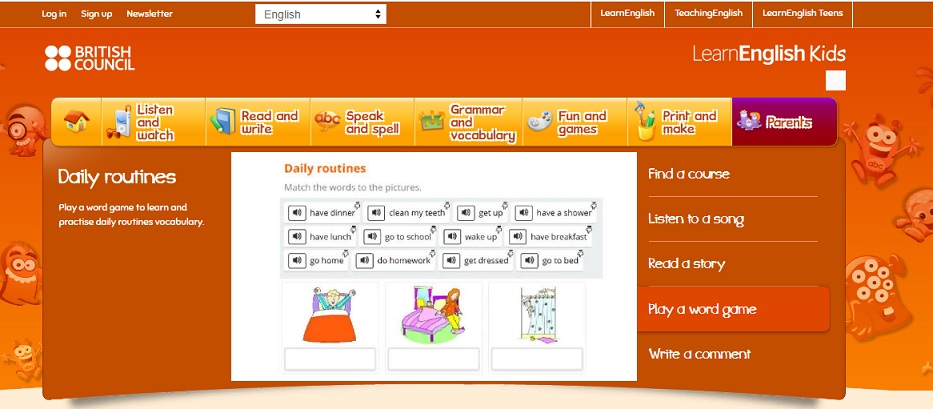 Log in Sign up Newsletter English LearnEnglish TeachingEnglish LearnEnglish Teens
BRITISH
COUNCIL
LearnEnglish Kids
Listen
and
watch
Read and
write
abc
Speak
and spell
Grammar
and
vocabulary
Fun and
games
Print and
make
Parents
Daily routines
Play a word game to learn and
practise daily routines vocabulary.
Daily routines
Match the words to the pictures.
have dinner clean my teeth get up have a shower
have lunch go to school wake up have breakfast
go home do homework get dressed go to bed
Find a course
Listen to a song
Read a story
Play a word game
Write a comment
abc